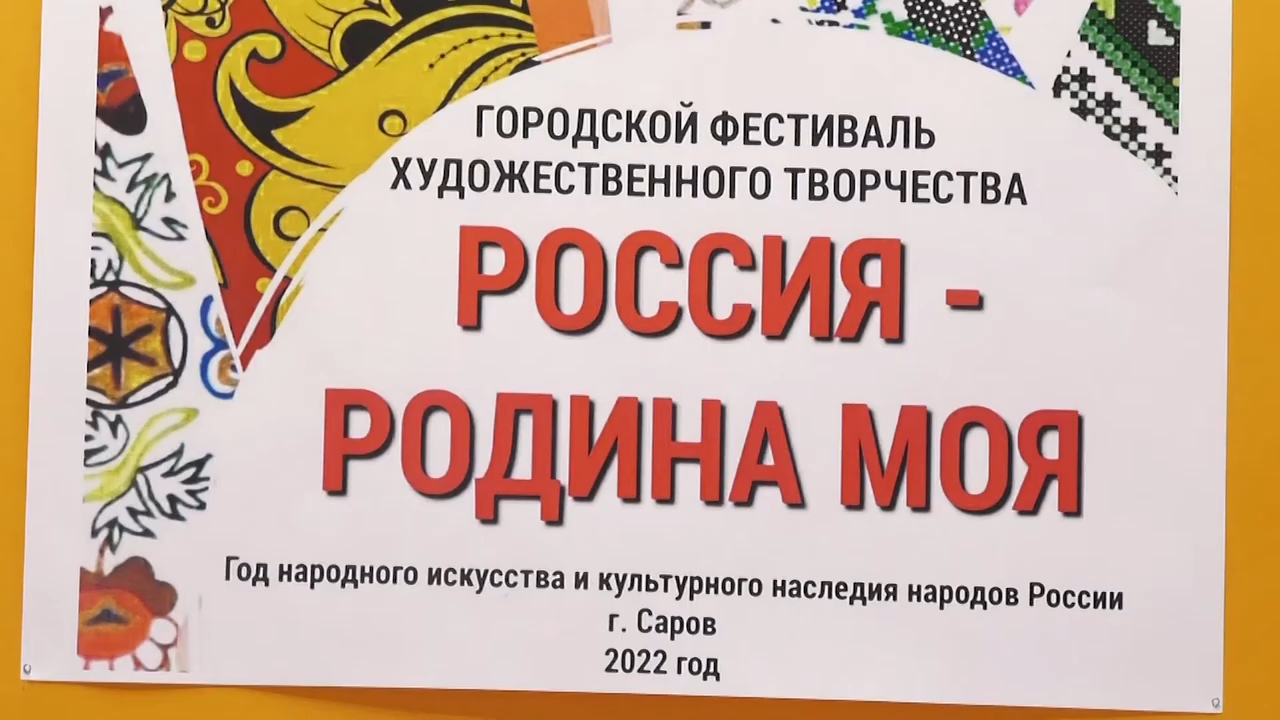 ГОРОДСКОЙ ФЕСТИВАЛЬ
ХУДОЖЕСТВЕННОГО ТВОРЧЕСТВА
РОССИЯ -
РОДИНА МОЯ
Год народного искусства и культурного наследия народов России
г. Саров
2022 год